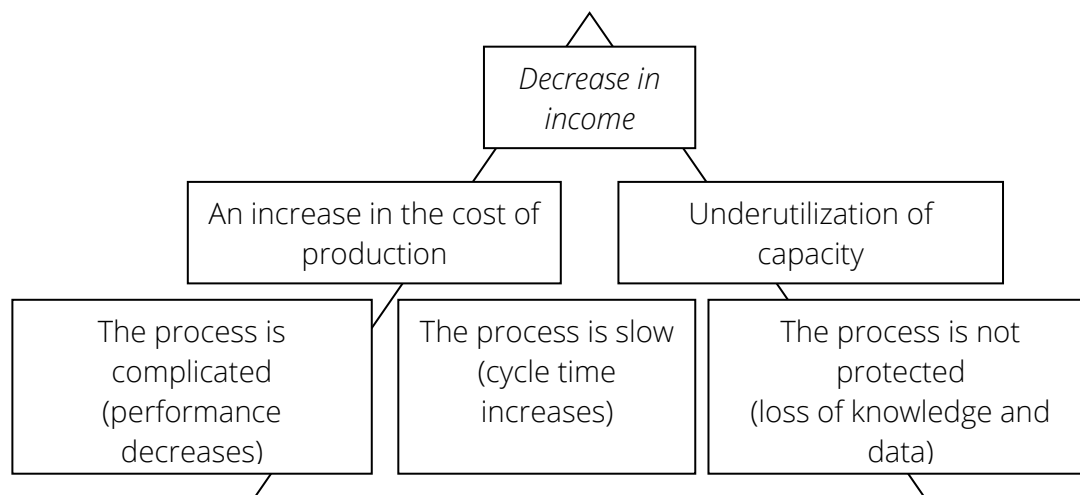 Decrease in
income
An increase in the cost of
production
Underutilization of
capacity
The process is
complicated
(performance
decreases)
The process is slow
(cycle time
increases)
The process is not
protected
(loss of knowledge and
data)